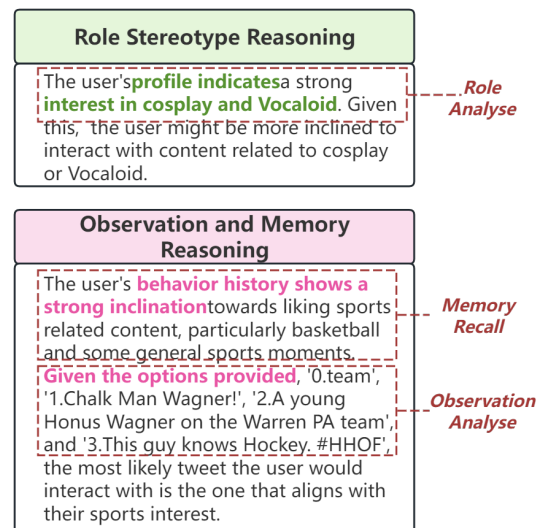 Role Stereotype Reasoning
The user'sprofile indicatesa strong
interest in cosplay and Vocaloid. Given
this, the user might be more inclined to
interact with content related to cosplay
or Vocaloid.
Role
Analyse
Observation and Memory
Reasoning
The user's behavior history shows a
strong inclinationtowards liking sports
related content, particularly basketball
and some general sports moments.
Memory
Recall
Given the options provided, '0.team',
'1.Chalk Man Wagner!', '2.A young
Honus Wagner on the Warren PA team',
and '3.This guy knows Hockey. #HHOF',
the most likely tweet the user would
interact with is the one that aligns with
their sports interest.
Observation
Analyse